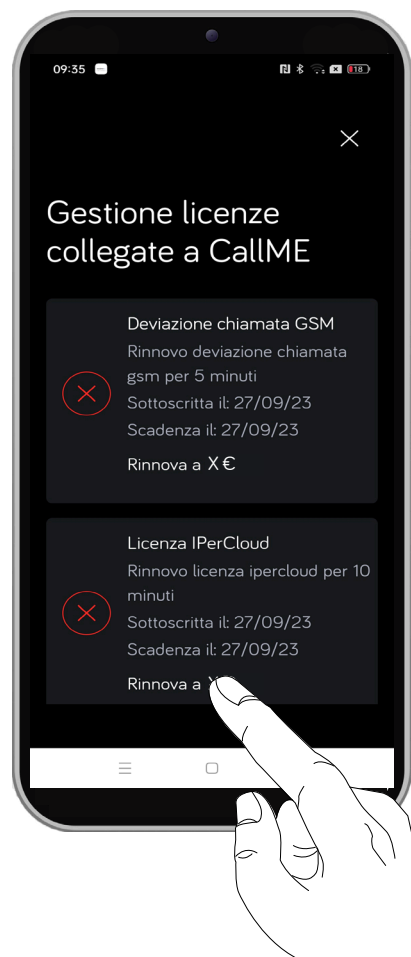 09:35
18
Gestione licenze
collegate a CallME
Deviazione chiamata GSM
Rinnovo deviazione chiamata
gsm per 5 minuti
Sottoscritta il: 27/09/23
Scadenza il: 27/09/23
Rinnova a X €
Licenza IPerCloud
Rinnovo licenza ipercloud per 10
minuti
Sottoscritta il: 27/09/23
Scadenza il: 27/09/23
Rinnova a